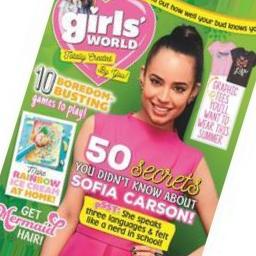 out how well your bud knows yo
girls'
WORLD
Totally Created
By You!
10 BOREDOM-
BUSTING
games to play!
GRAPHIC
TEES
YOU'LL
WANT TO
WEAR THIS
SUMMER
Make
RAINBOW
ICE CREAM
AT HOME!
50 secrets
YOU DIDN'T KNOW ABOUT
SOFIA CARSON!
PSST: She speaks
three languages & felt
like a nerd in school!
GET
Mermaid
HAIR!